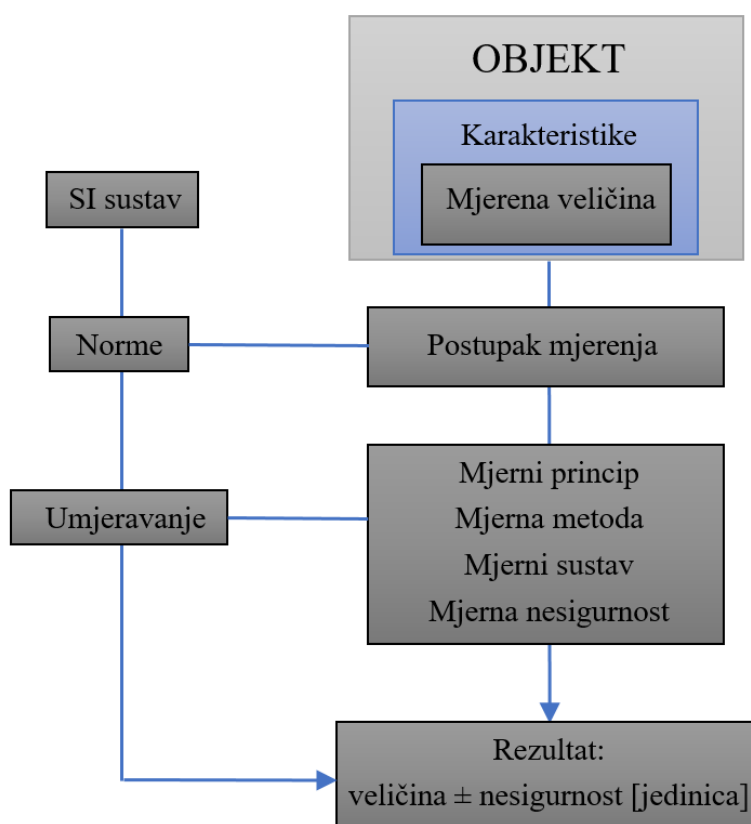 OBJEKT
Karakteristike
Mjerena veličina
SI sustav
Norme
Postupak mjerenja
Mjerni princip
Mjerna metoda
Mjerni sustav
Mjerna nesigurnost
Umjeravanje
Rezultat:
veličina ± nesigurnost [jedinica]